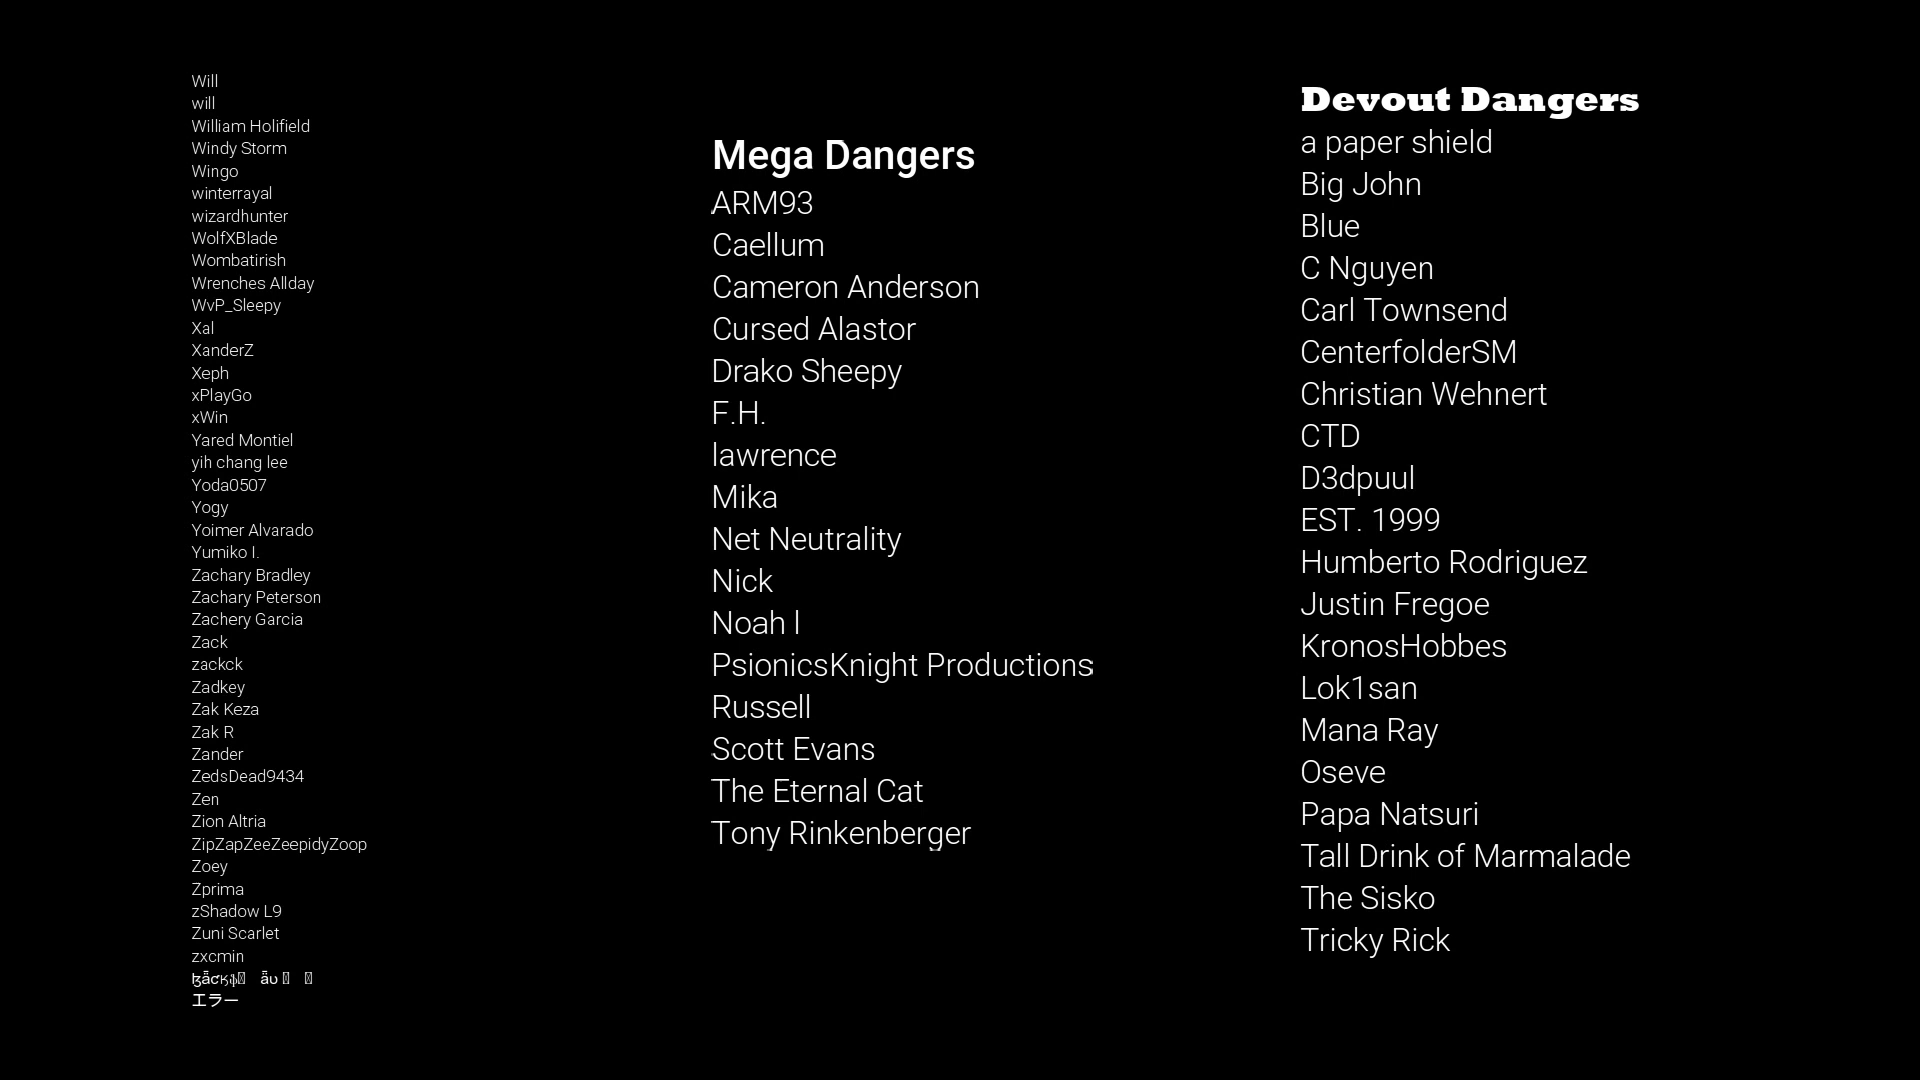 Will
will
William Holifield
Windy Storm
Wingo
winterrayal
wizardhunter
WolfXBlade
Wombatirish
Wrenches Allday
WvP_Sleepy
Xal
XanderZ
Xeph
xPlayGo
xWin
Yared Montiel
yih chang lee
Yoda0507
Yogy
Yoimer Alvarado
Yumiko I.
Zachary Bradley
Zachary Peterson
Zachery Garcia
Zack
zackck
Zadkey
Zak Keza
Zak R
Zander
ZedsDead9434
Zen
Zion Altria
ZipZapZeeZeepidyZoop
Zoey
Zprima
zShadow L9
Zuni Scarlet
zxcmin
エラー
Mega Dangers
ARM93
Caellum
Cameron Anderson
Cursed Alastor
Drako Sheepy
F.H.
lawrence
Mika
Net Neutrality
Nick
Noah l
PsionicsKnight Productions
Russell
Scott Evans
The Eternal Cat
Tony Rinkenberger
Devout Dangers
a paper shield
Big John
Blue
C Nguyen
Carl Townsend
CenterfolderSM
Christian Wehnert
CTD
D3dpuul
EST. 1999
Humberto Rodriguez
Justin Fregoe
KronosHobbes
Lok1san
Mana Ray
Oseve
Papa Natsuri
Tall Drink of Marmalade
The Sisko
Tricky Rick